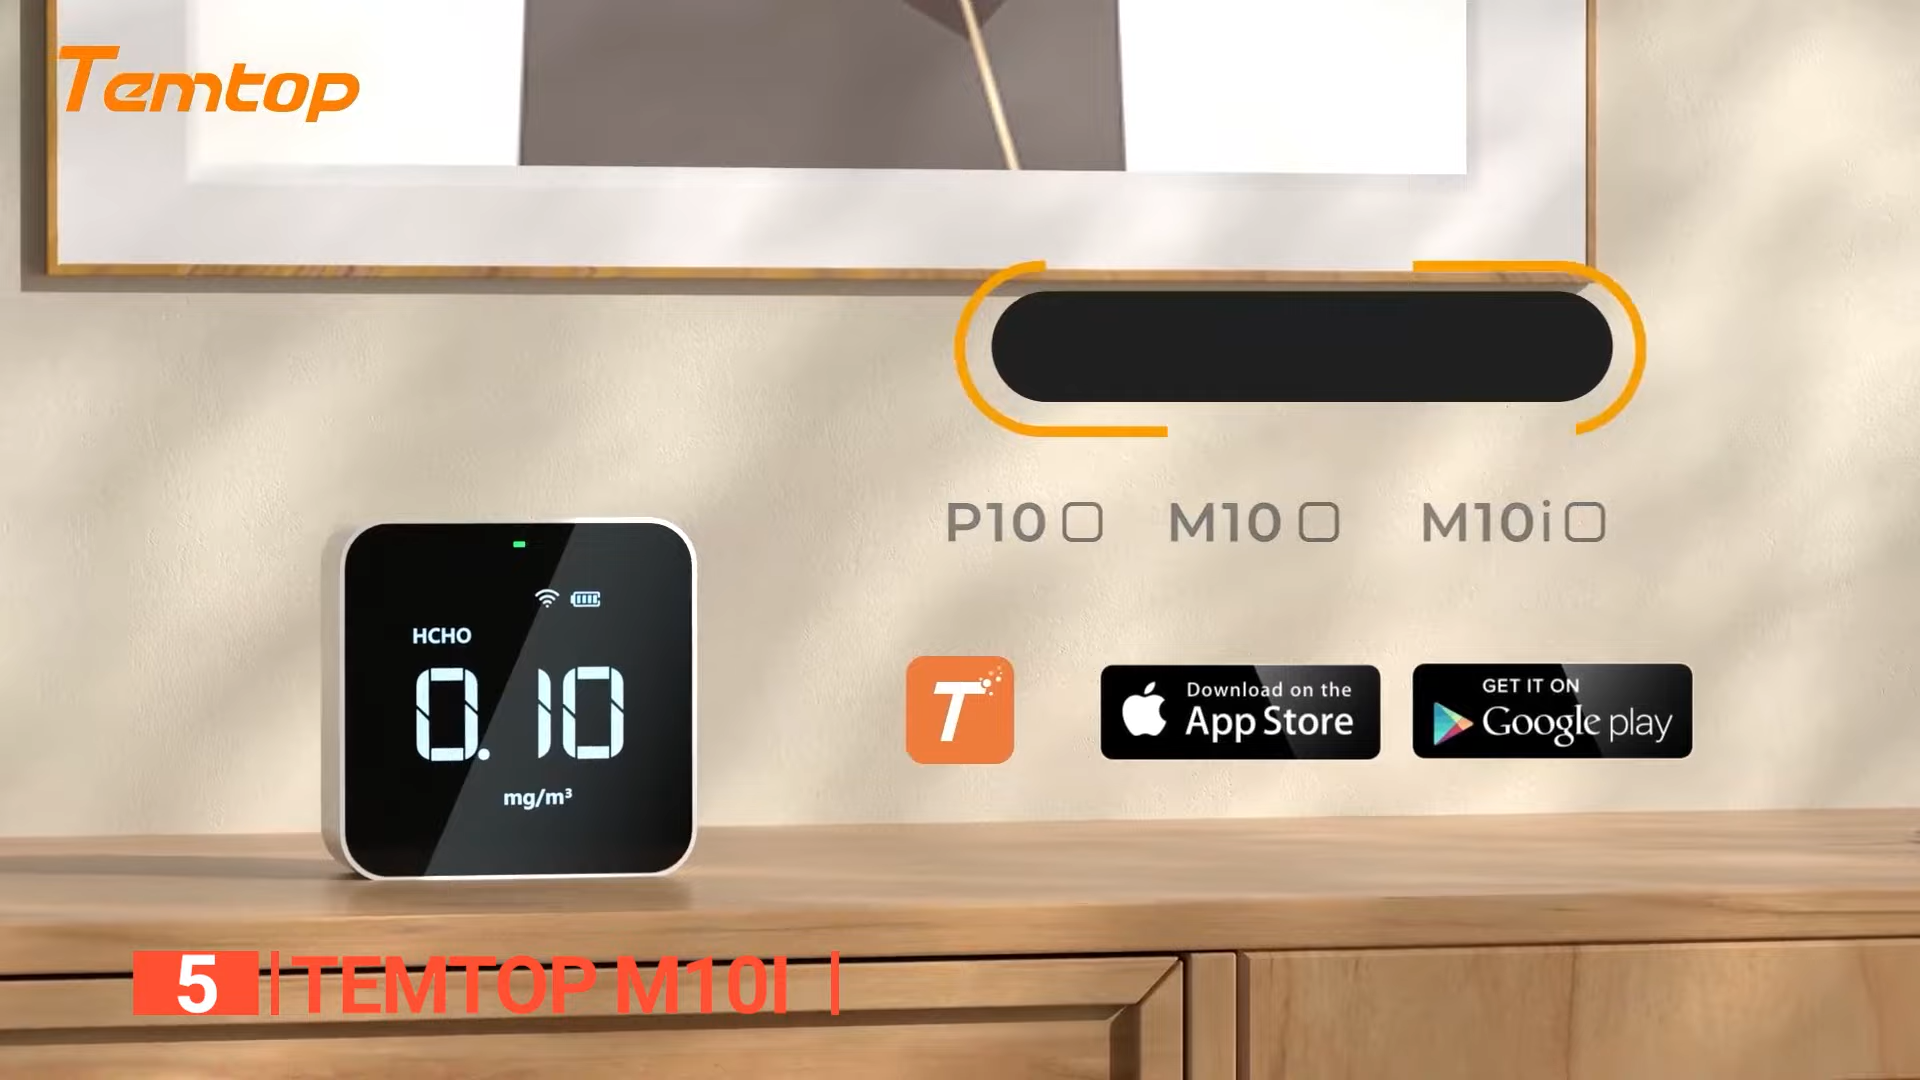 Temtop
P10 M10 M10i
HCHO
0.10
mg/m³
T
Download on the
App Store
GET IT ON
Google play
5 TEMTOP M10I